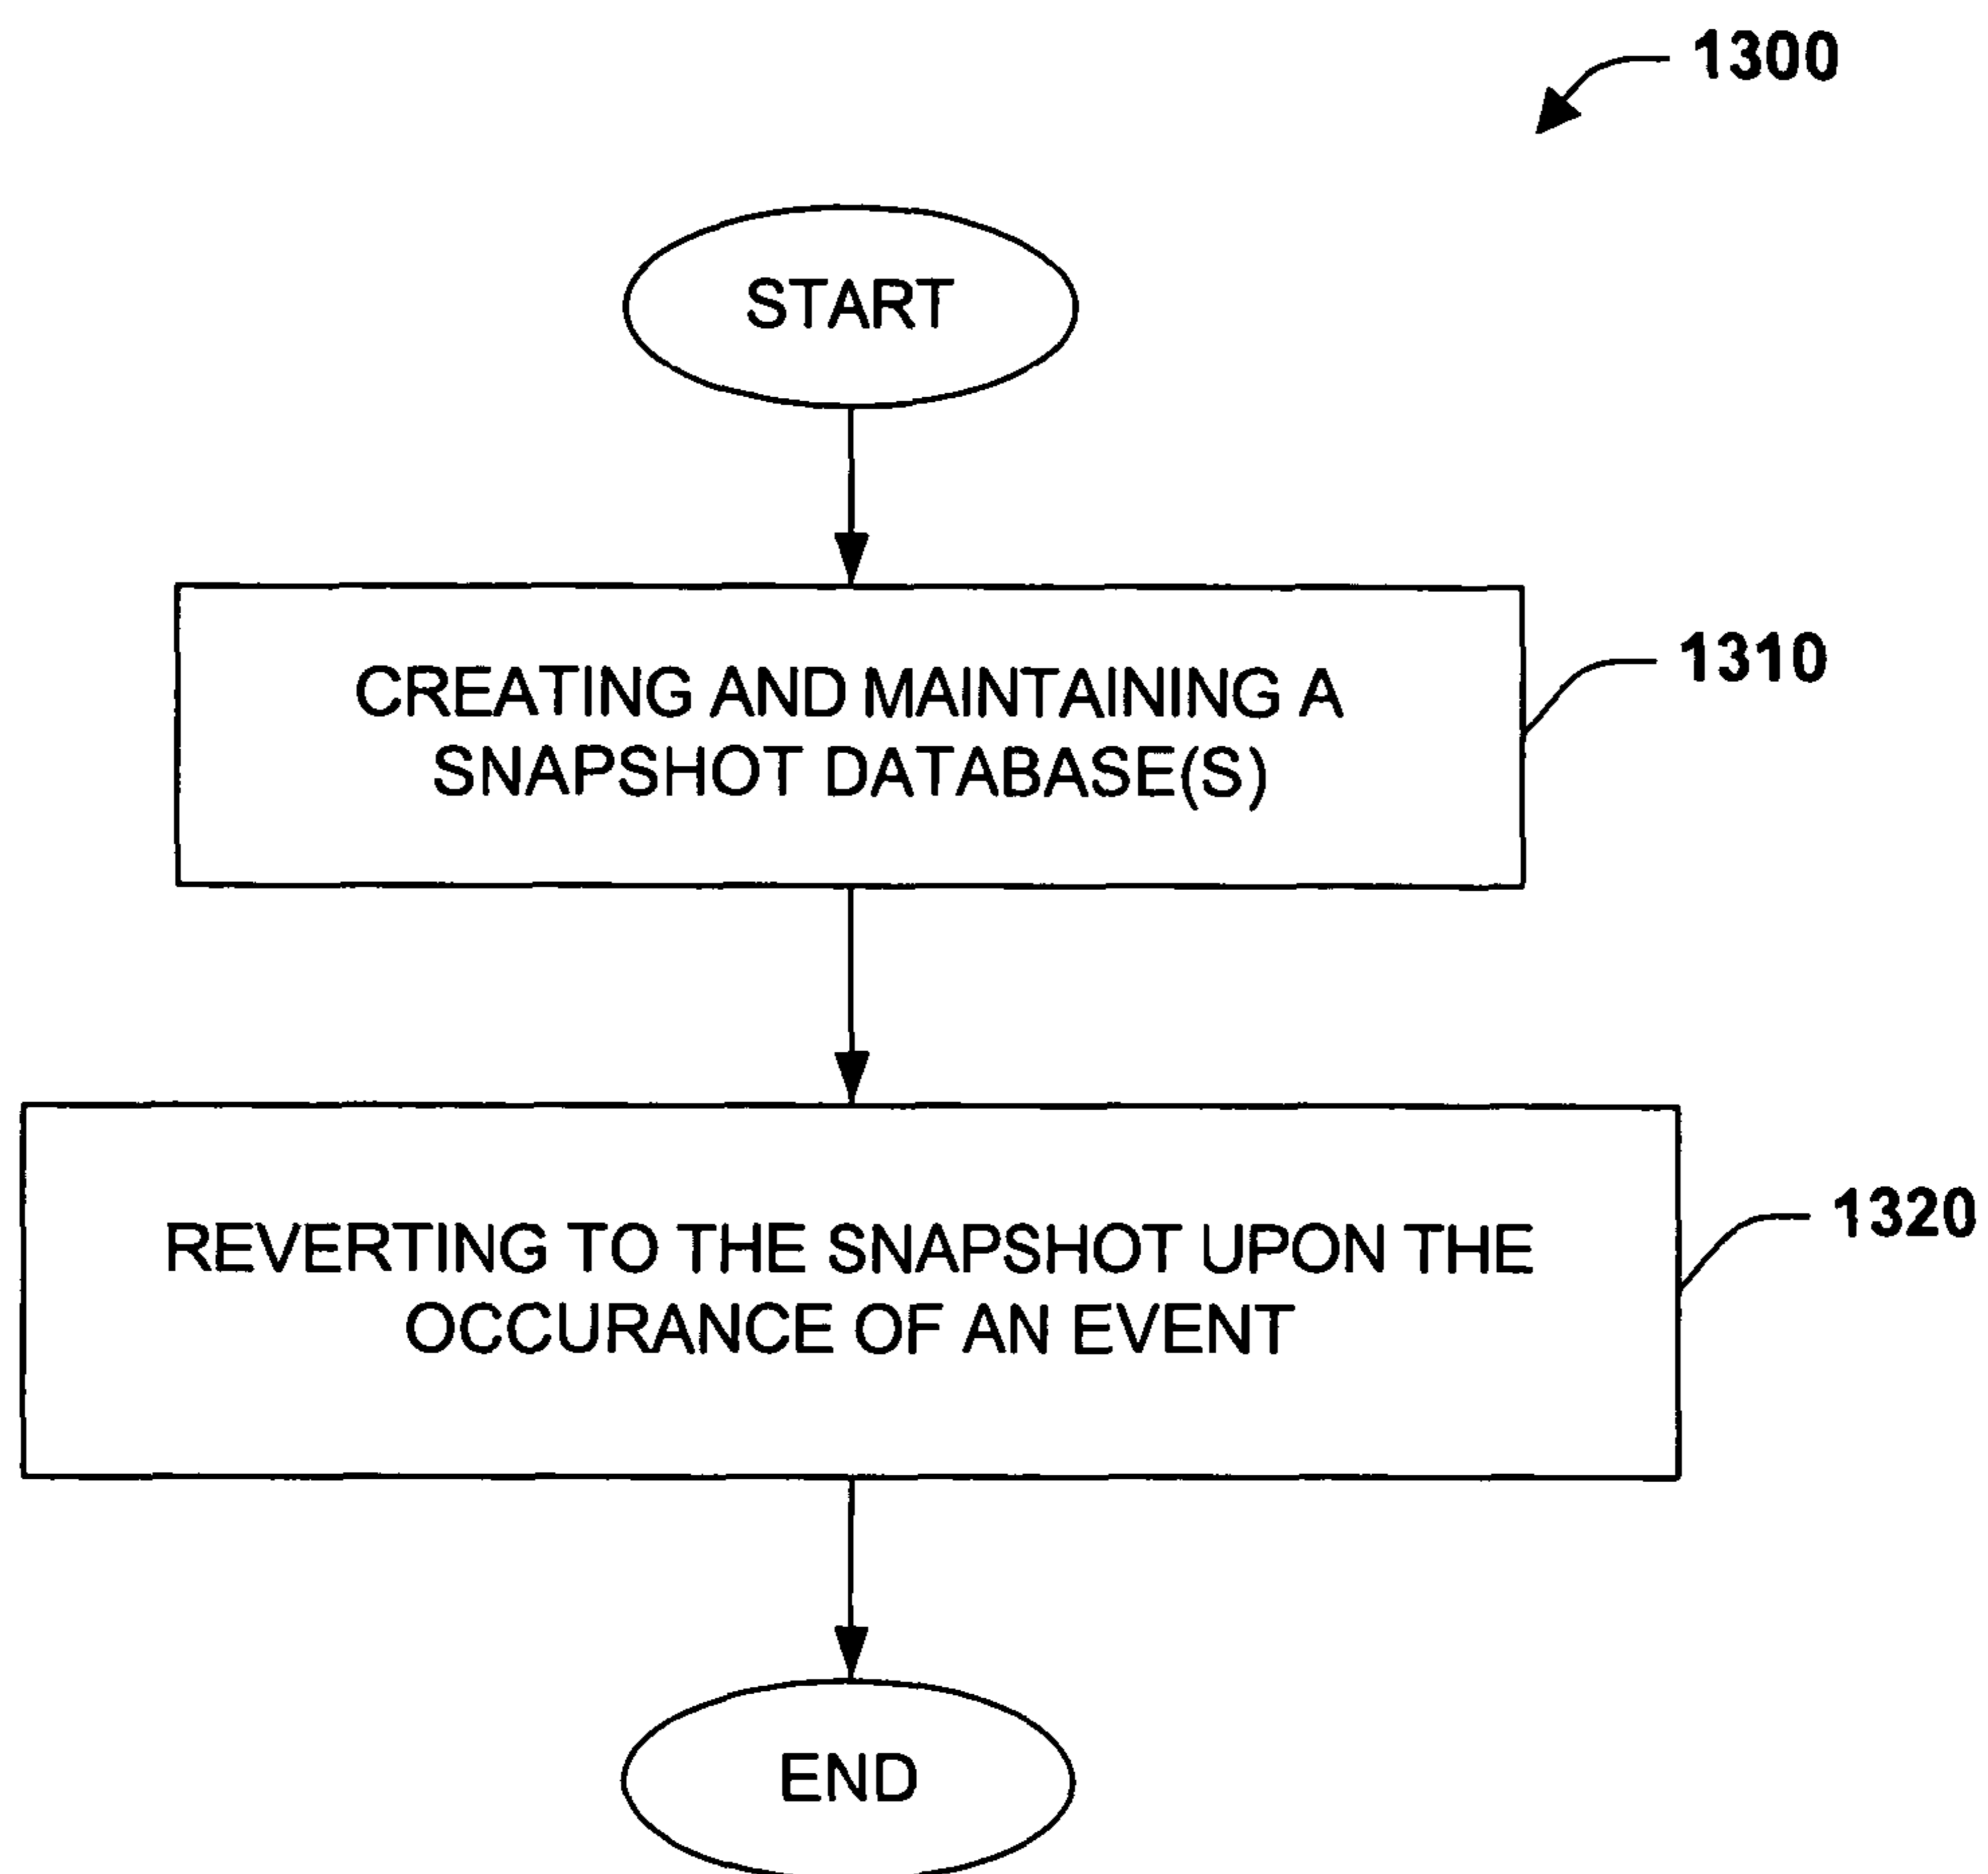 1300
START
CREATING AND MAINTAINING A
SNAPSHOT DATABASE(S)
1310
REVERTING TO THE SNAPSHOT UPON THE
OCCURANCE OF AN EVENT
1320
END